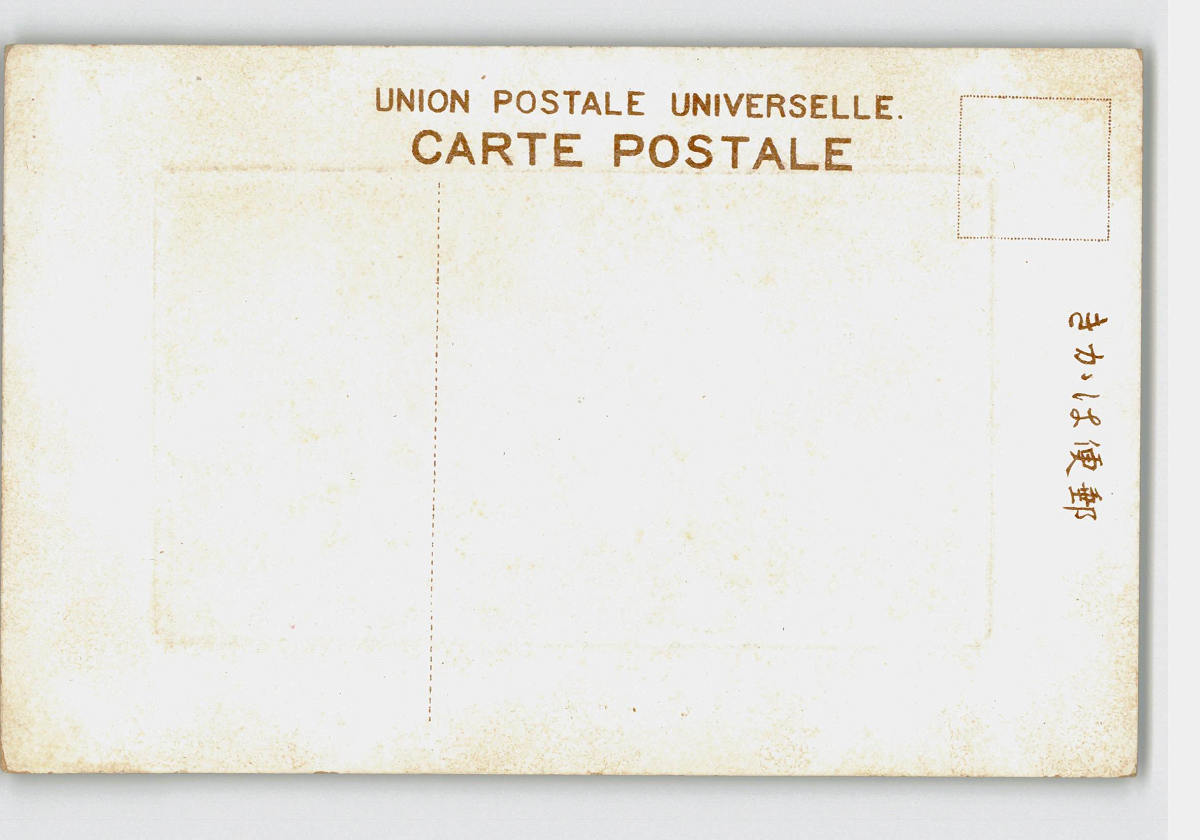 UNION POSTALE UNIVERSELLE.
CARTE POSTALE
郵便はがき